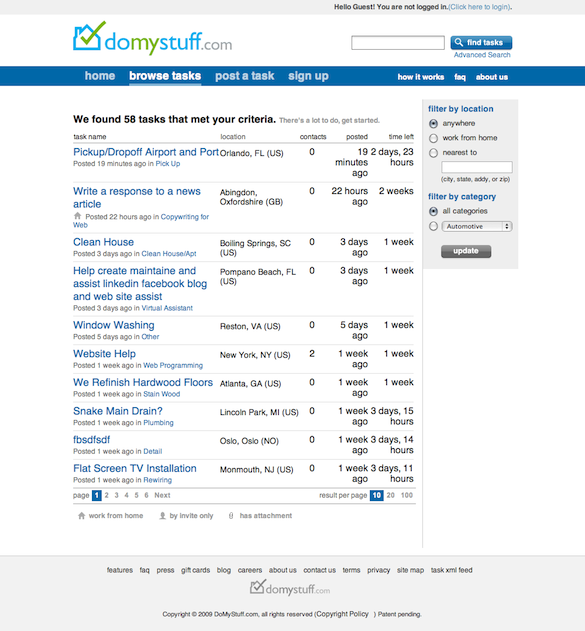 Hello Guest! You are not logged in.(Click here to login).
domystuff.com
find tasks
Advanced Search
home browse tasks post a task sign up how it works faq about us
We found 58 tasks that met your criteria. There's a lot to do, get started.
task name location contacts posted time left
Pickup/Dropoff Airport and Port Orlando, FL (US) 0 19 minutes ago 2 days, 23 hours
Posted 19 minutes ago in Pick Up
Write a response to a news article Abingdon, Oxfordshire (GB) 0 22 hours ago 2 weeks
Posted 22 hours ago in Copywriting for Web
Clean House Boiling Springs, SC (US) 0 3 days ago 1 week
Posted 3 days ago in Clean House/Apt
Help create maintaine and assist linkedin facebook blog and web site assist Pompano Beach, FL (US) 0 3 days ago 1 week
Posted 3 days ago in Virtual Assistant
Window Washing Reston, VA (US) 0 5 days ago 1 week
Posted 5 days ago in Other
Website Help New York, NY (US) 2 1 week ago 1 week
Posted 1 week ago in Web Programming
We Refinish Hardwood Floors Atlanta, GA (US) 0 1 week ago 1 week
Posted 1 week ago in Stain Wood
Snake Main Drain? Lincoln Park, MI (US) 0 1 week ago 3 days, 15 hours
Posted 1 week ago in Plumbing
fbsdfsdf Oslo, Oslo (NO) 0 1 week ago 3 days, 14 hours
Posted 1 week ago in Detail
Flat Screen TV Installation Monmouth, NJ (US) 0 1 week ago 3 days, 11 hours
Posted 1 week ago in Rewiring
page 1 2 3 4 5 6 Next result per page 10 20 100
work from home by invite only has attachment
filter by location
anywhere
work from home
nearest to
(city, state, addy, or zip)
filter by category
all categories
Automotive
update
features faq press gift cards blog careers about us contact us terms privacy site map task xml feed
domystuff.com
Copyright © 2009 DoMyStuff.com, all rights reserved (Copyright Policy ) Patent pending.